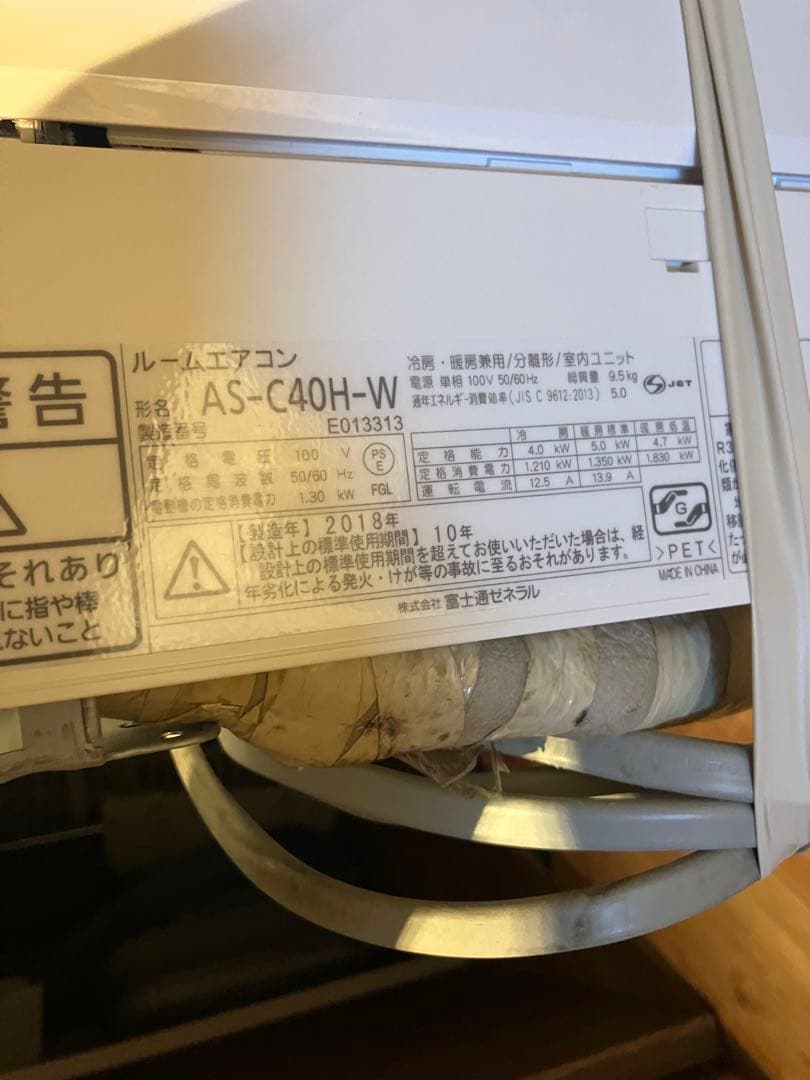 警告
それあり
に指や棒
ないこと
ルームエアコン
形名 AS-C40H-W
製造番号 E013313
定格電圧 100 V
定格周波数 50/60 Hz
電動機の定格消費電力 1.30 kW
PS
E
FGL
冷房・暖房兼用/分離形/室内ユニット
電源 単相 100V 50/60Hz 総質量 9.5kg
通年エネルギー消費効率(JIS C 9612:2013) 5.0
JET
冷房 暖房標準 暖房低温
定格能力 4.0 kW 5.0 kW 4.7 kW
定格消費電力 1.210 kW 1.350 kW 1.830 kW
運転電流 12.5 A 13.9 A
【製造年】2018年
【設計上の標準使用期間】10年
設計上の標準使用期間を超えてお使いいただいた場合は、経
年劣化による発火・けが等の事故に至るおそれがあります。
G
>PET<
MADE IN CHINA
株式会社 富士通ゼネラル
R3